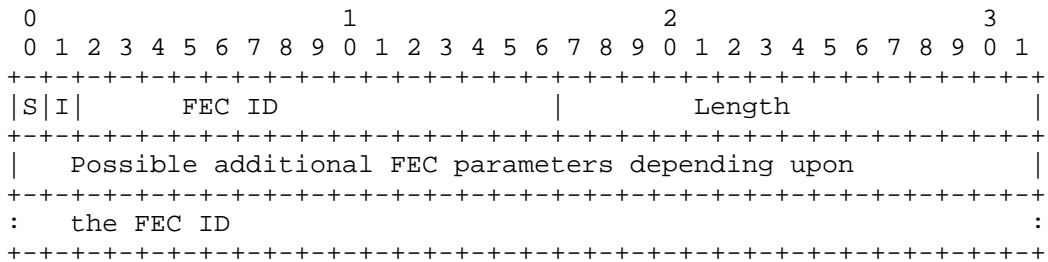 0                   1                   2                   3
 0 1 2 3 4 5 6 7 8 9 0 1 2 3 4 5 6 7 8 9 0 1 2 3 4 5 6 7 8 9 0 1
+-+-+-+-+-+-+-+-+-+-+-+-+-+-+-+-+-+-+-+-+-+-+-+-+-+-+-+-+-+-+-+-+
|S|I|      FEC ID                 |        Length               |
+-+-+-+-+-+-+-+-+-+-+-+-+-+-+-+-+-+-+-+-+-+-+-+-+-+-+-+-+-+-+-+-+
|   Possible additional FEC parameters depending upon           |
+-+-+-+-+-+-+-+-+-+-+-+-+-+-+-+-+-+-+-+-+-+-+-+-+-+-+-+-+-+-+-+-+
:   the FEC ID                                                  :
+-+-+-+-+-+-+-+-+-+-+-+-+-+-+-+-+-+-+-+-+-+-+-+-+-+-+-+-+-+-+-+-+